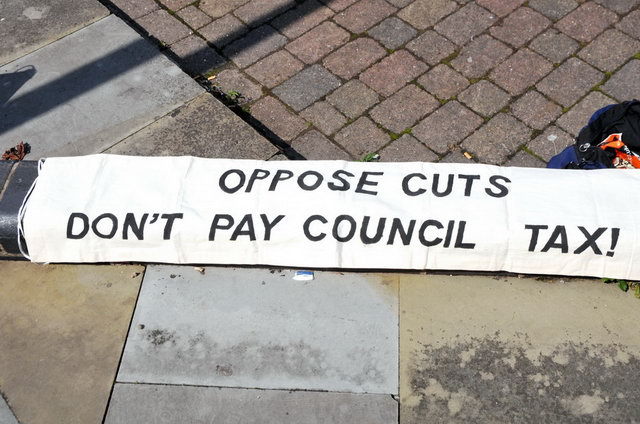 OPPOSE CUTS
DON'T PAY COUNCIL TAX!